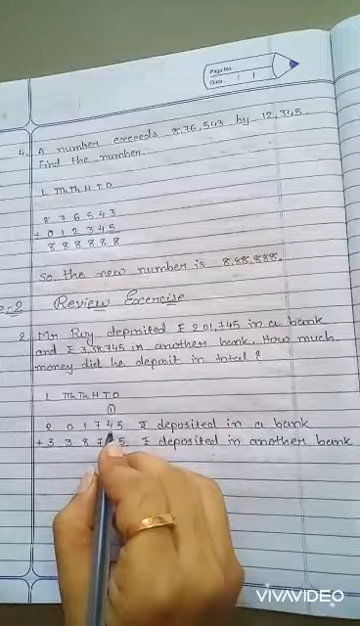 Page No.
Date
4. A number exceeds 8,76,543 by 12,345.
Find the number.
L Th Th H T O
8 7 6 5 4 3
+ 0 1 2 3 4 5
8 8 8 8 8 8
So, the new number is 8,88,888.
Review Exercise
2. Mr Roy deposited ₹ 201,745 in a bank
and ₹ 3,38,745 in another bank. How much
money did he deposit in total ?
L Th Th H T O
1
2 0 1 7 4 5 ₹ deposited in a bank
+ 3 3 8 7 5 ₹ deposited in another bank
VIVAVIDEO